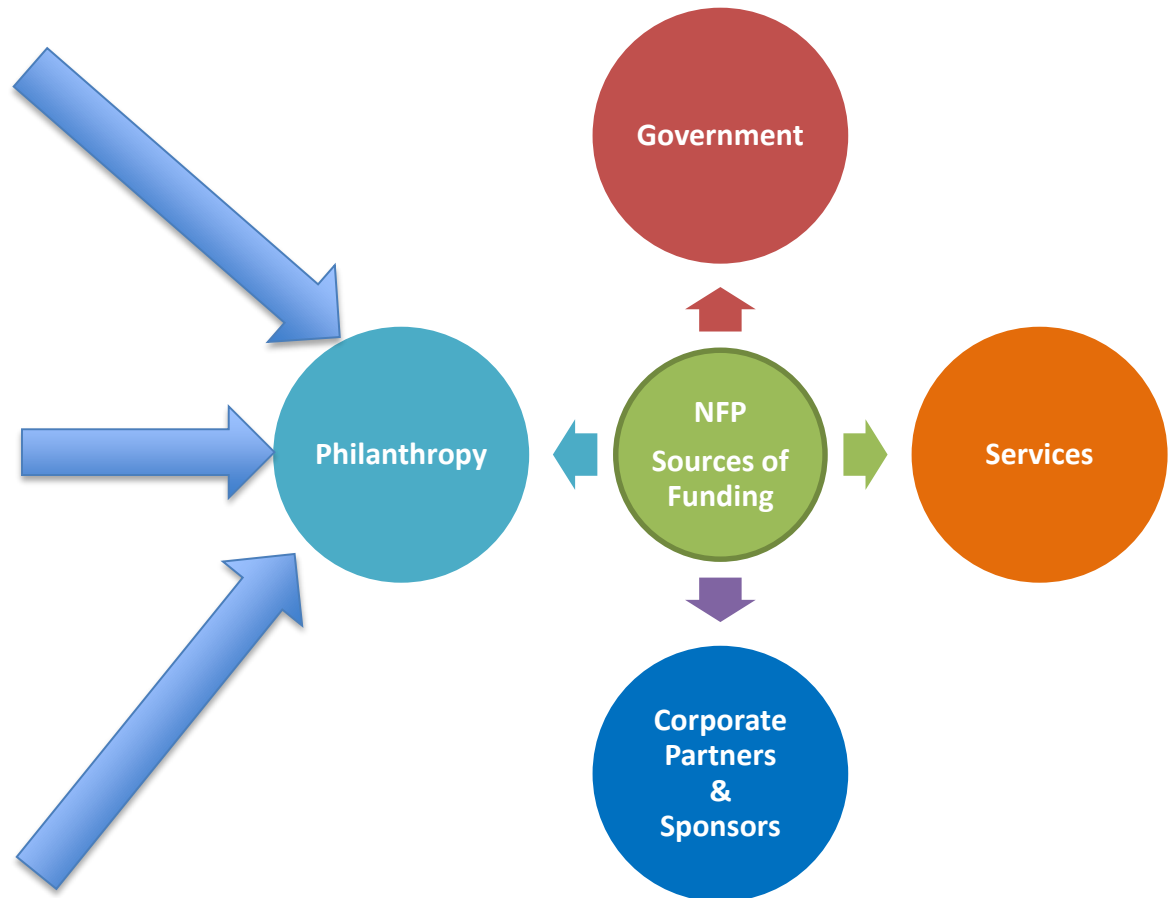 Government
Philanthropy
NFP
Sources of
Funding
Services
Corporate
Partners
&
Sponsors